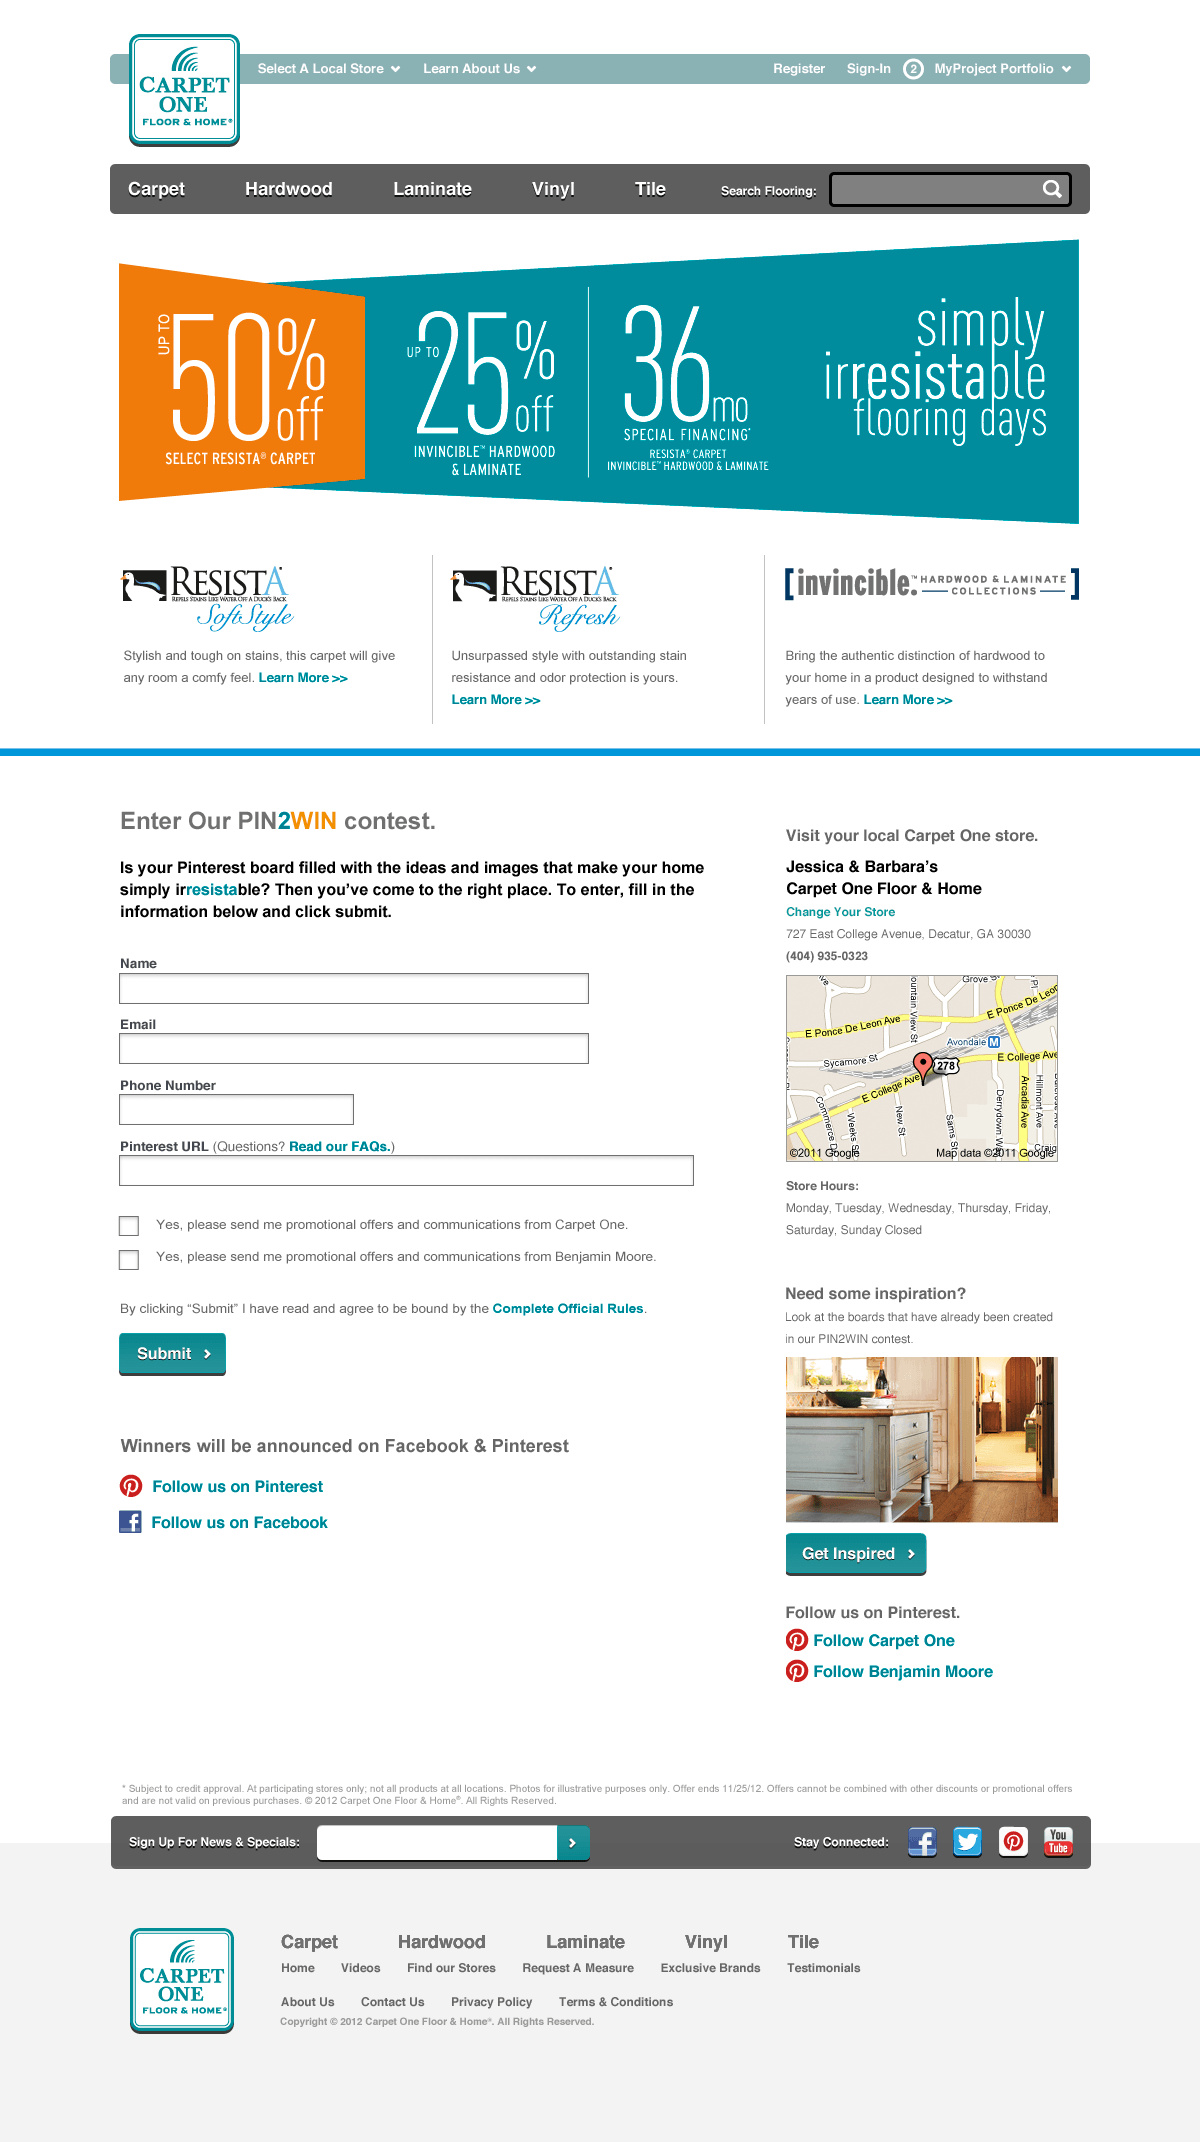 CARPET
ONE
FLOOR & HOME®
Select A Local Store
Learn About Us
Register
Sign-In
2
MyProject Portfolio
Carpet
Hardwood
Laminate
Vinyl
Tile
Search Flooring:
UP TO
50%
off
SELECT RESISTA® CARPET
UP TO
25%
off
INVINCIBLE™ HARDWOOD
& LAMINATE
36
mo
SPECIAL FINANCING*
RESISTA® CARPET
INVINCIBLE™ HARDWOOD & LAMINATE
simply
irresistable
flooring days
RESISTA
REPELS STAINS LIKE WATER OFF A DUCK'S BACK
SoftStyle
Stylish and tough on stains, this carpet will give
any room a comfy feel. Learn More >>
RESISTA
REPELS STAINS LIKE WATER OFF A DUCK'S BACK
Refresh
Unsurpassed style with outstanding stain
resistance and odor protection is yours.
Learn More >>
[invincible.™ HARDWOOD & LAMINATE
COLLECTIONS]
Bring the authentic distinction of hardwood to
your home in a product designed to withstand
years of use. Learn More >>
Enter Our PIN2WIN contest.
Is your Pinterest board filled with the ideas and images that make your home
simply irresistable? Then you’ve come to the right place. To enter, fill in the
information below and click submit.
Name
Email
Phone Number
Pinterest URL (Questions? Read our FAQs.)
Yes, please send me promotional offers and communications from Carpet One.
Yes, please send me promotional offers and communications from Benjamin Moore.
By clicking “Submit” I have read and agree to be bound by the Complete Official Rules.
Submit
Winners will be announced on Facebook & Pinterest
Follow us on Pinterest
Follow us on Facebook
Visit your local Carpet One store.
Jessica & Barbara’s
Carpet One Floor & Home
Change Your Store
727 East College Avenue, Decatur, GA 30030
(404) 935-0323
Grove
Pl
ountain View St
E Ponce De Leon Ave
E Ponce De Leon
Avondale M
Sycamore St
E College Ave
278
E College Ave
Commerce D
Weeks S
New St
Sams S
Derrydown W
Arcadia Ave
Hillmont Ave
Craig
©2011 Google
Map data ©2011 Google
Store Hours:
Monday, Tuesday, Wednesday, Thursday, Friday,
Saturday, Sunday Closed
Need some inspiration?
Look at the boards that have already been created
in our PIN2WIN contest.
Get Inspired
Follow us on Pinterest.
Follow Carpet One
Follow Benjamin Moore
* Subject to credit approval. At participating stores only; not all products at all locations. Photos for illustrative purposes only. Offer ends 11/25/12. Offers cannot be combined with other discounts or promotional offers
and are not valid on previous purchases. © 2012 Carpet One Floor & Home®. All Rights Reserved.
Sign Up For News & Specials:
Stay Connected:
You
Tube
CARPET
ONE
FLOOR & HOME®
Carpet
Hardwood
Laminate
Vinyl
Tile
Home
Videos
Find our Stores
Request A Measure
Exclusive Brands
Testimonials
About Us
Contact Us
Privacy Policy
Terms & Conditions
Copyright © 2012 Carpet One Floor & Home®. All Rights Reserved.